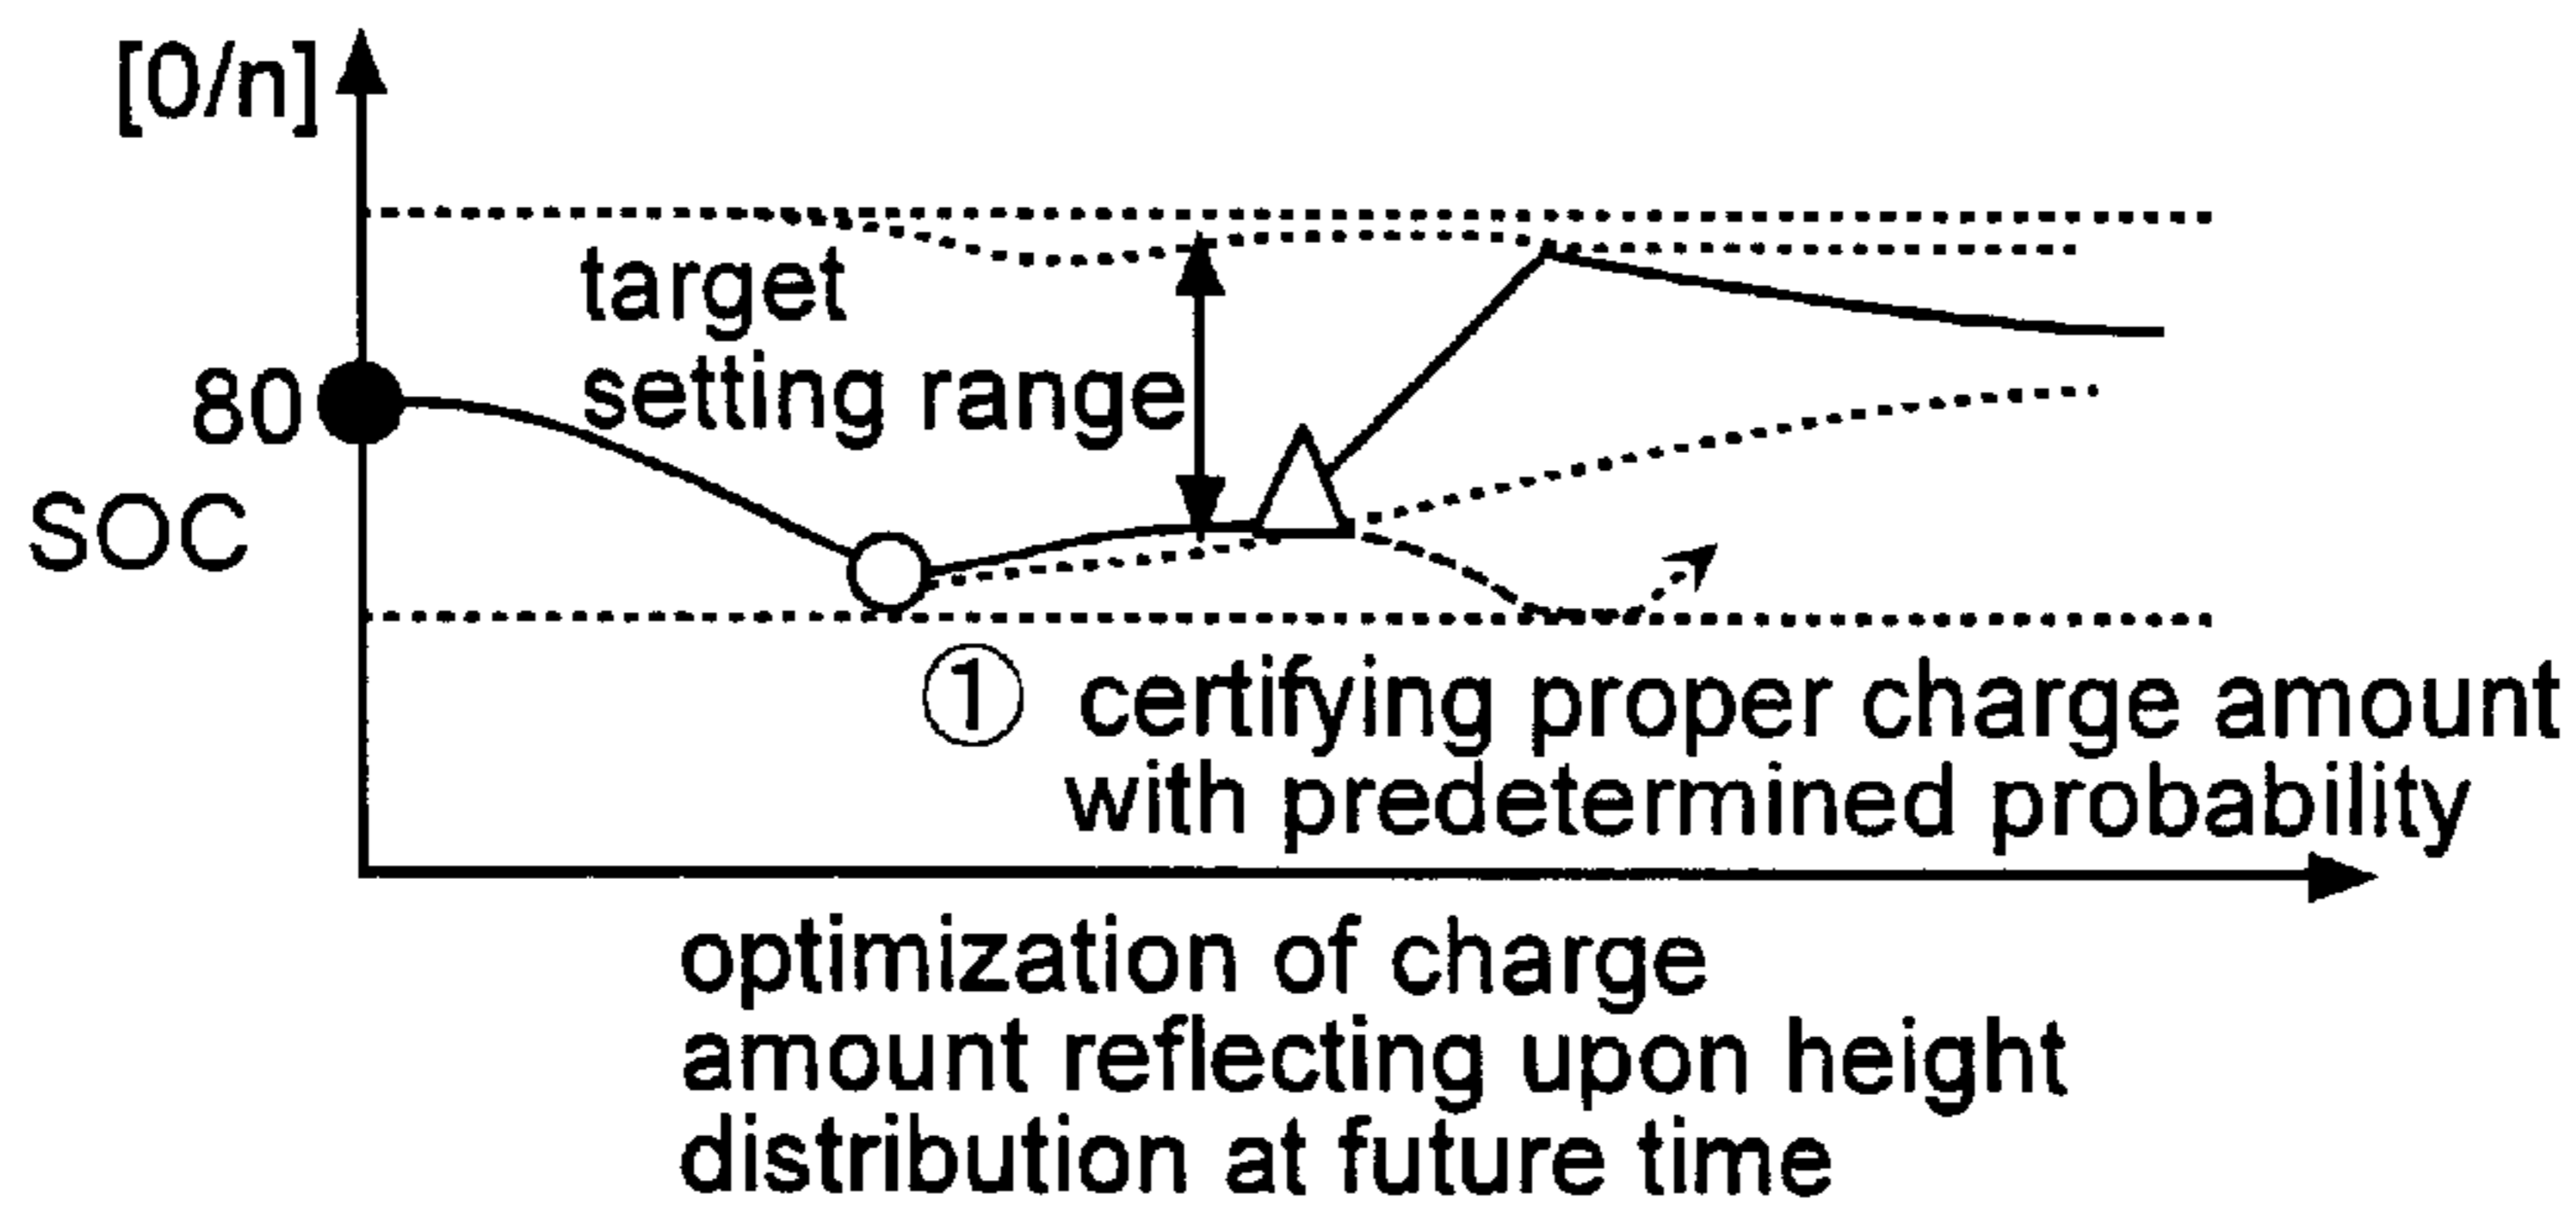 [0/n]
target
setting range
80
SOC
① certifying proper charge amount
with predetermined probability
optimization of charge
amount reflecting upon height
distribution at future time